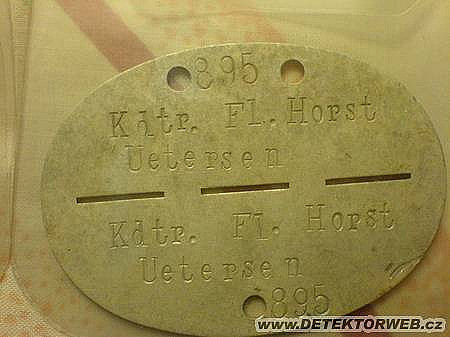 895
Kdtr. Fl. Horst
Uetersen
Kdtr. Fl. Horst
Uetersen
895
WWW.DETEKTORWEB.CZ